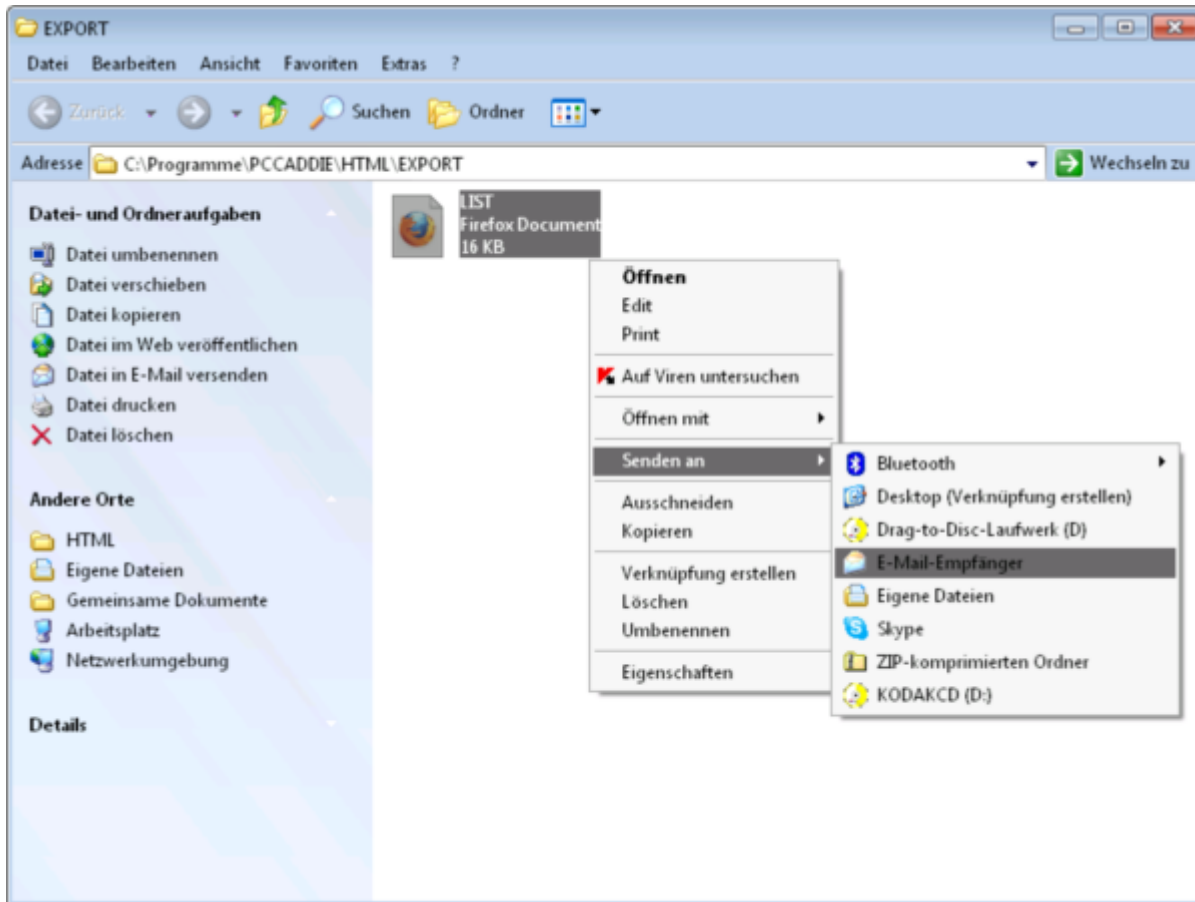 EXPORT
Datei Bearbeiten Ansicht Favoriten Extras ?
Zurück Suchen Ordner
Adresse C:\Programme\PCCADDIE\HTML\EXPORT Wechseln zu
Datei- und Ordneraufgaben
Datei umbenennen
Datei verschieben
Datei kopieren
Datei im Web veröffentlichen
Datei in E-Mail versenden
Datei drucken
Datei löschen
Andere Orte
HTML
Eigene Dateien
Gemeinsame Dokumente
Arbeitsplatz
Netzwerkumgebung
Details
LIST
Firefox Document
16 KB
Öffnen
Edit
Print
Auf Viren untersuchen
Öffnen mit
Senden an
Ausschneiden
Kopieren
Verknüpfung erstellen
Löschen
Umbenennen
Eigenschaften
Bluetooth
Desktop (Verknüpfung erstellen)
Drag-to-Disc-Laufwerk (D)
E-Mail-Empfänger
Eigene Dateien
Skype
ZIP-komprimierten Ordner
KODAKCD (D:)